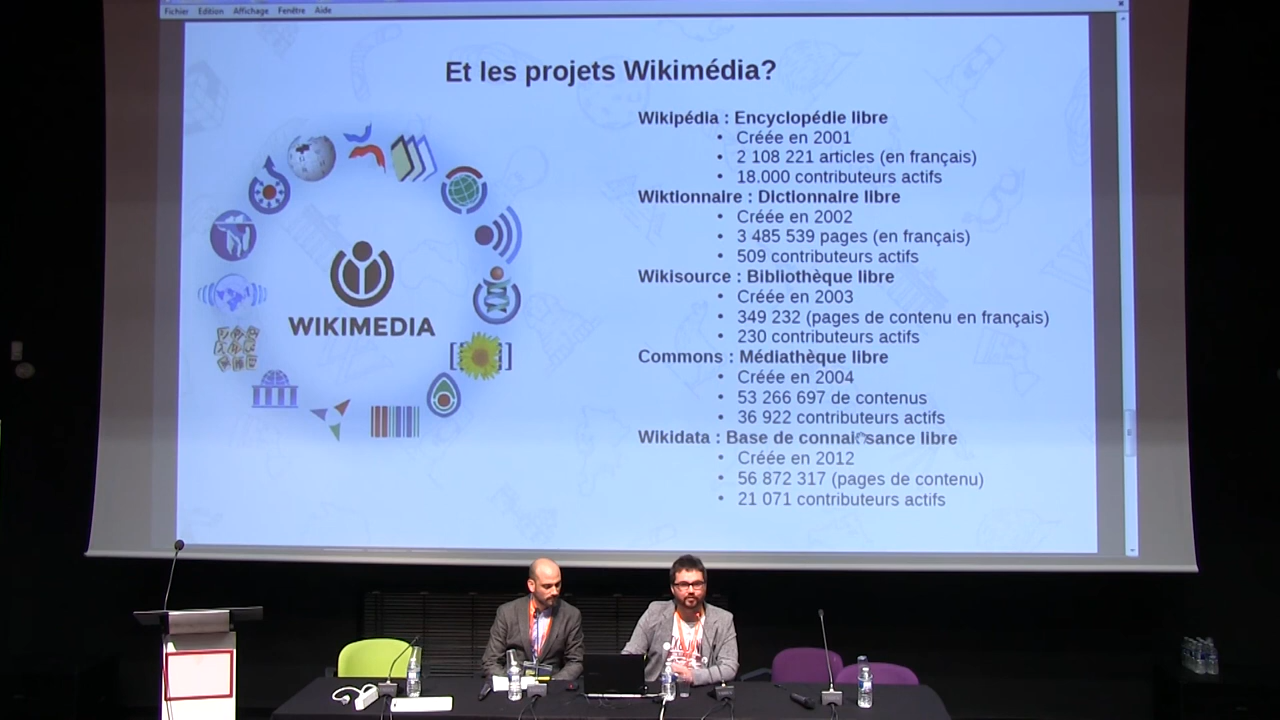 Fichier Edition Affichage Fenêtre Aide
Et les projets Wikimédia?
WIKIMEDIA
Wikipédia : Encyclopédie libre
• Créée en 2001
• 2 108 221 articles (en français)
• 18.000 contributeurs actifs
Wiktionnaire : Dictionnaire libre
• Créée en 2002
• 3 485 539 pages (en français)
• 509 contributeurs actifs
Wikisource : Bibliothèque libre
• Créée en 2003
• 349 232 (pages de contenu en français)
• 230 contributeurs actifs
Commons : Médiathèque libre
• Créée en 2004
• 53 266 697 de contenus
• 36 922 contributeurs actifs
Wikidata : Base de connaissance libre
• Créée en 2012
• 56 872 317 (pages de contenu)
• 21 071 contributeurs actifs